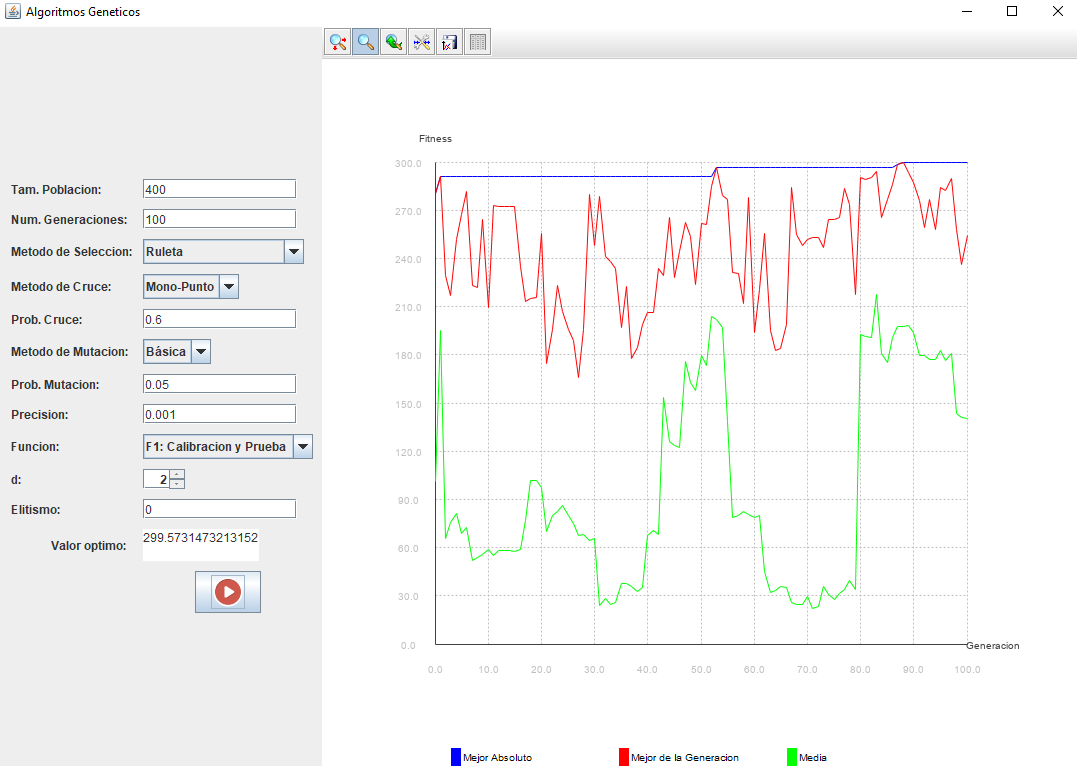 Algoritmos Geneticos
Tam. Poblacion: 400
Num. Generaciones: 100
Metodo de Seleccion: Ruleta
Metodo de Cruce: Mono-Punto
Prob. Cruce: 0.6
Metodo de Mutacion: Básica
Prob. Mutacion: 0.05
Precision: 0.001
Funcion: F1: Calibracion y Prueba
d: 2
Elitismo: 0
Valor optimo: 299.5731473213152
Fitness
300.0
270.0
240.0
210.0
180.0
150.0
120.0
90.0
60.0
30.0
0.0
Generacion
0.0 10.0 20.0 30.0 40.0 50.0 60.0 70.0 80.0 90.0 100.0
Mejor Absoluto Mejor de la Generacion Media